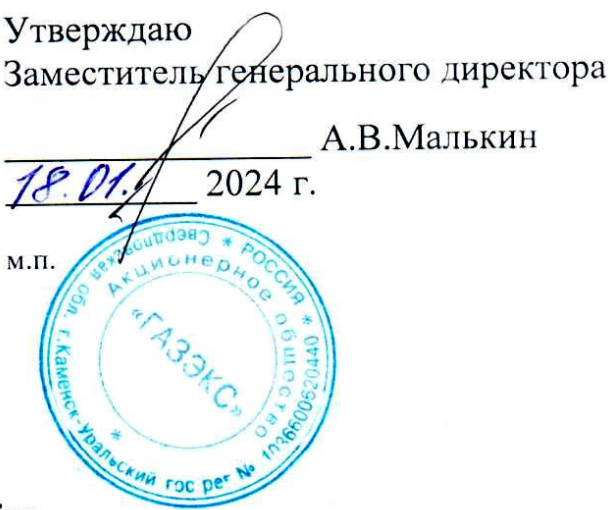 Утверждаю
Заместитель генерального директора
А.В.Малькин
18.01. 2024 г.
м.п.
* РОССИЯ * 1036600620440 гос рег № г.Каменск-Уральский Свердловская обл.
Акционерное общество *
«ГАЗЭКС»